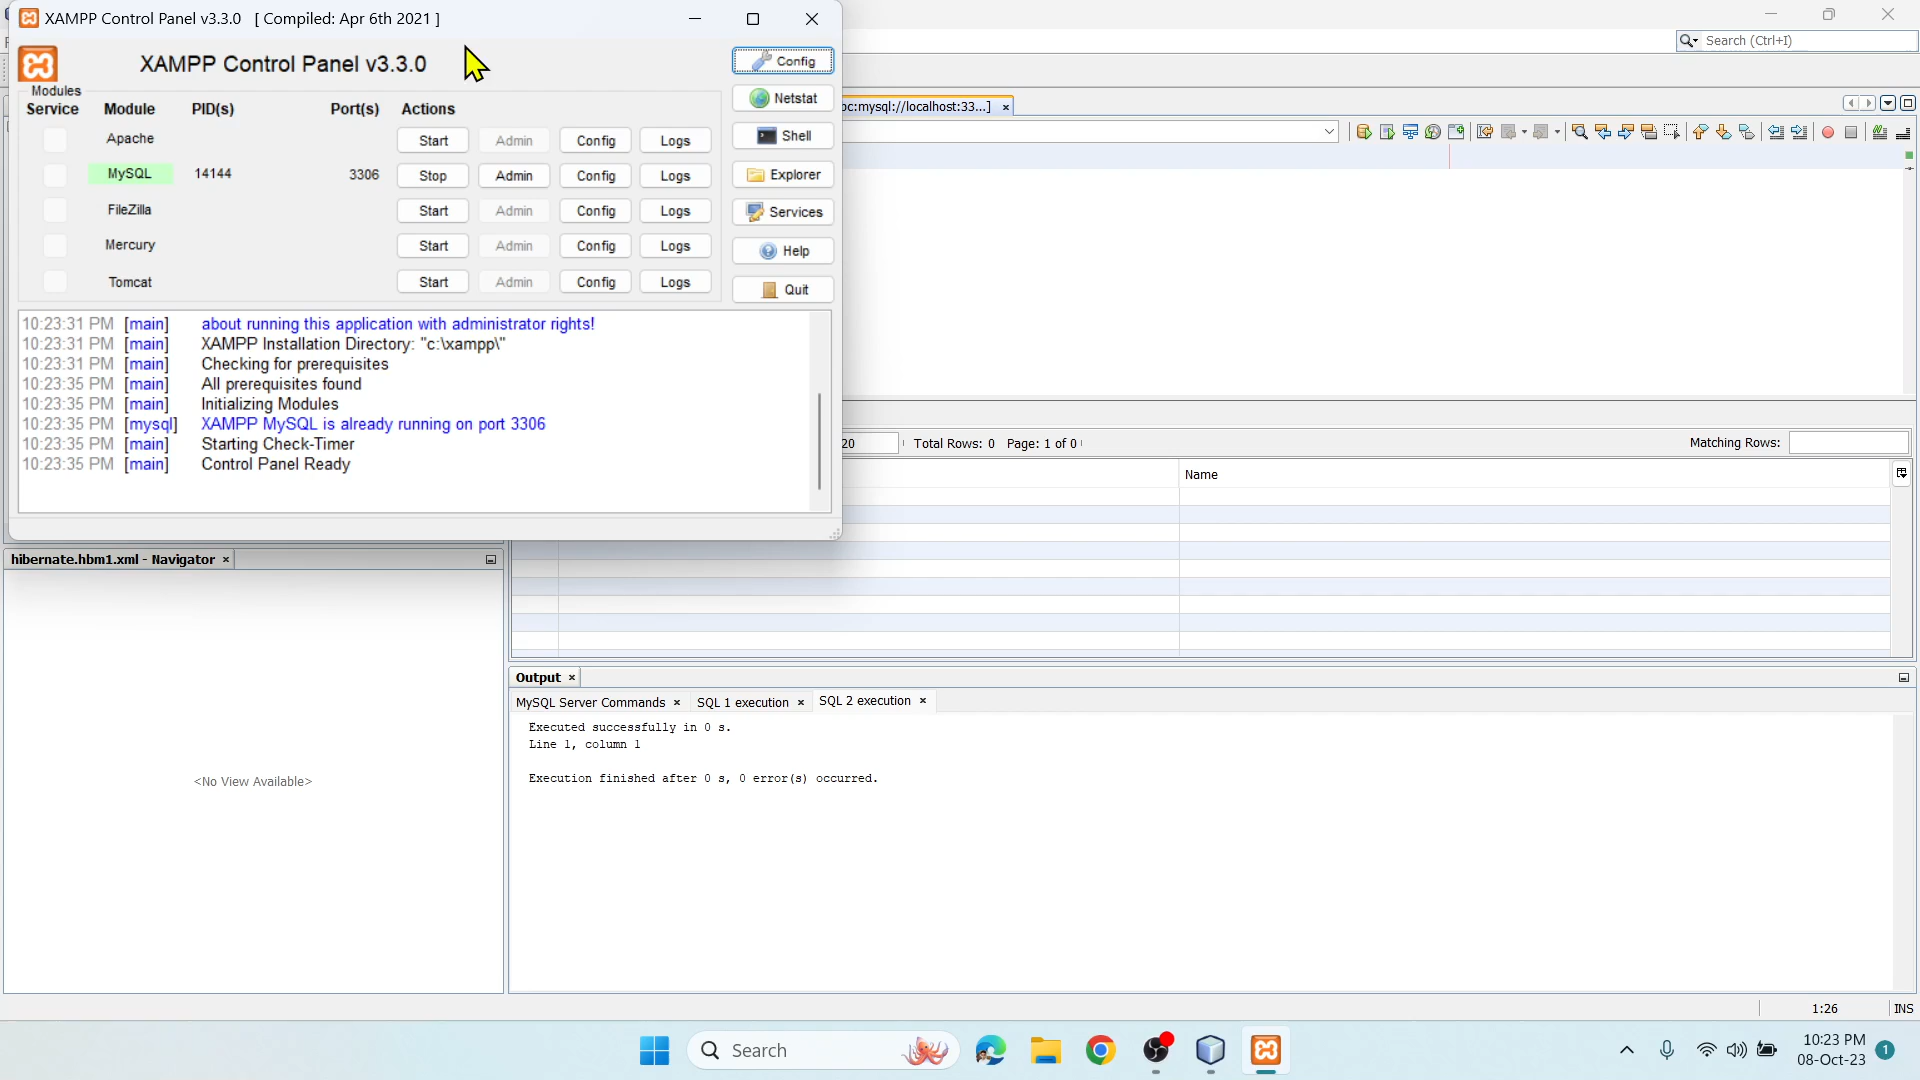 XAMPP Control Panel v3.3.0 [ Compiled: Apr 6th 2021 ]
XAMPP Control Panel v3.3.0
Config
Search (Ctrl+I)
Modules
Service Module PID(s) Port(s) Actions
Netstat
oc:mysql://localhost:33...]
Apache Start Admin Config Logs
Shell
MySQL 14144 3306 Stop Admin Config Logs
Explorer
FileZilla Start Admin Config Logs
Services
Mercury Start Admin Config Logs
Help
Tomcat Start Admin Config Logs
Quit
10:23:31 PM [main] about running this application with administrator rights!
10:23:31 PM [main] XAMPP Installation Directory: "c:\xampp\"
10:23:31 PM [main] Checking for prerequisites
10:23:35 PM [main] All prerequisites found
10:23:35 PM [main] Initializing Modules
10:23:35 PM [mysql] XAMPP MySQL is already running on port 3306
10:23:35 PM [main] Starting Check-Timer
10:23:35 PM [main] Control Panel Ready
20 Total Rows: 0 Page: 1 of 0 Matching Rows:
Name
hibernate.hbm1.xml - Navigator
<No View Available>
Output
MySQL Server Commands SQL 1 execution SQL 2 execution
Executed successfully in 0 s.
Line 1, column 1
Execution finished after 0 s, 0 error(s) occurred.
1:26 INS
Search
10:23 PM
08-Oct-23
1